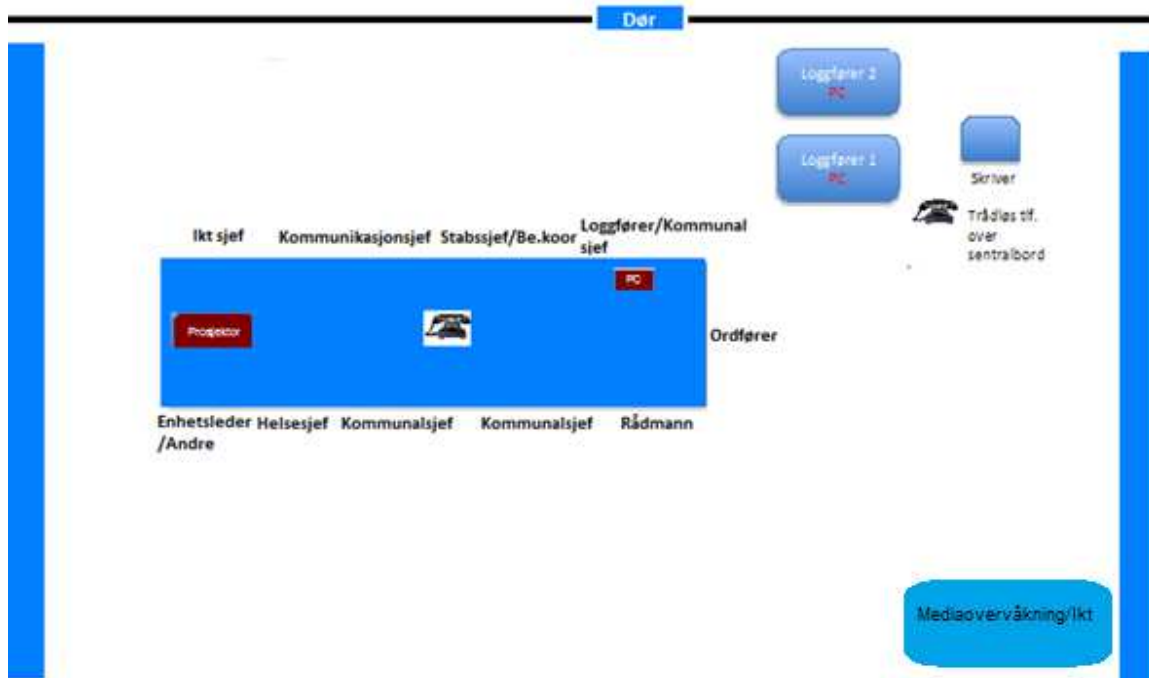 Dør
Loggfører 2
PC
Loggfører 1
PC
Skriver
Trådløs tlf.
over
sentralbord
Ikt sjef
Kommunikasjonsjef
Stabssjef/Be.koor
Loggfører/Kommunal
sjef
PC
Prosjektor
Ordfører
Enhetsleder
/Andre
Helsesjef
Kommunalsjef
Kommunalsjef
Rådmann
Mediaovervåkning/Ikt